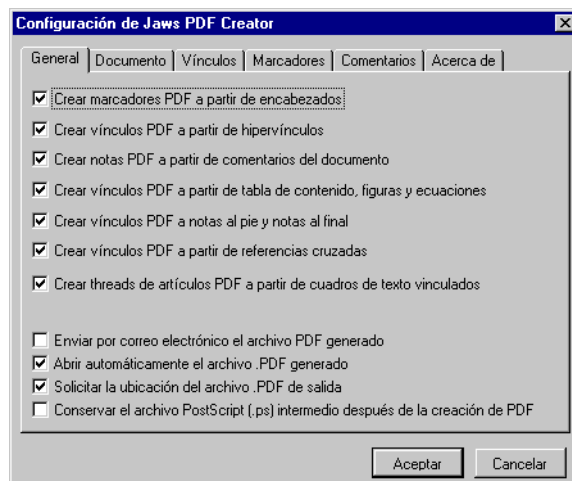 Configuración de Jaws PDF Creator
General Documento Vínculos Marcadores Comentarios Acerca de
Crear marcadores PDF a partir de encabezados
Crear vínculos PDF a partir de hipervínculos
Crear notas PDF a partir de comentarios del documento
Crear vínculos PDF a partir de tabla de contenido, figuras y ecuaciones
Crear vínculos PDF a notas al pie y notas al final
Crear vínculos PDF a partir de referencias cruzadas
Crear threads de artículos PDF a partir de cuadros de texto vinculados
Enviar por correo electrónico el archivo PDF generado
Abrir automáticamente el archivo .PDF generado
Solicitar la ubicación del archivo .PDF de salida
Conservar el archivo PostScript (.ps) intermedio después de la creación de PDF
Aceptar Cancelar